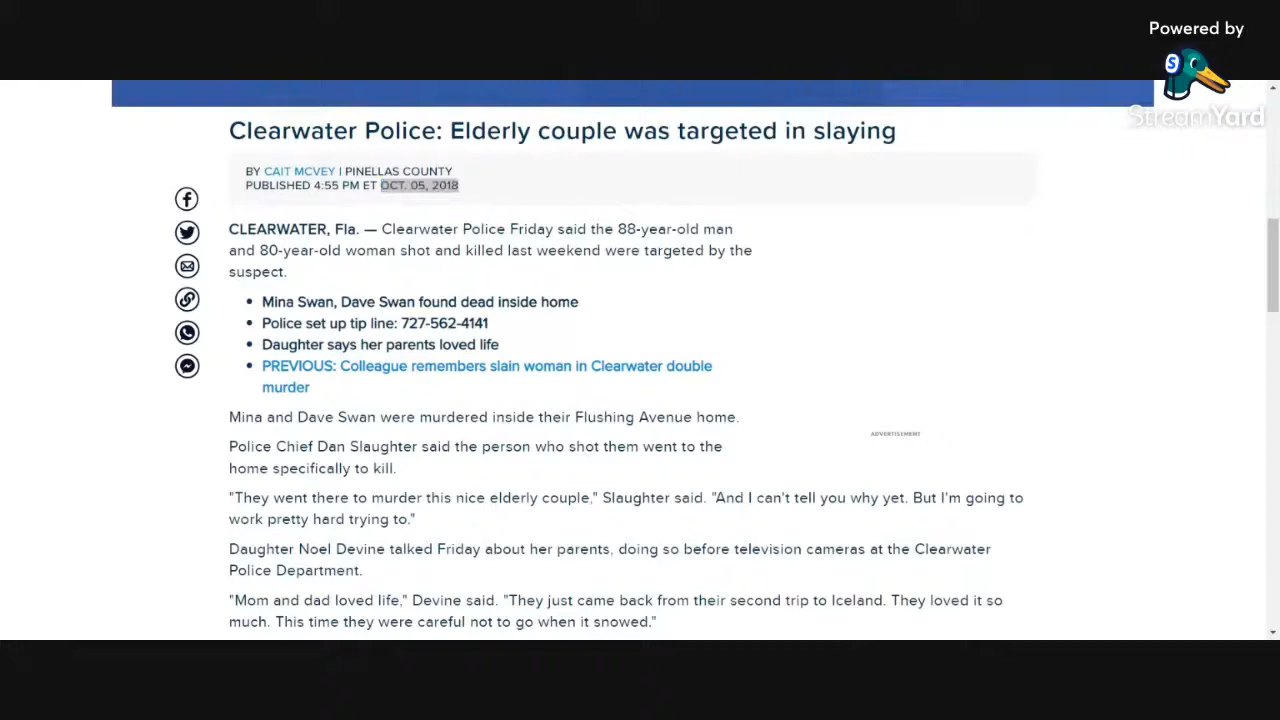 Powered by
StreamYard
Clearwater Police: Elderly couple was targeted in slaying
BY CAIT MCVEY | PINELLAS COUNTY
PUBLISHED 4:55 PM ET OCT. 05, 2018
CLEARWATER, Fla. — Clearwater Police Friday said the 88-year-old man
and 80-year-old woman shot and killed last weekend were targeted by the
suspect.
• Mina Swan, Dave Swan found dead inside home
• Police set up tip line: 727-562-4141
• Daughter says her parents loved life
• PREVIOUS: Colleague remembers slain woman in Clearwater double
murder
Mina and Dave Swan were murdered inside their Flushing Avenue home.
ADVERTISEMENT
Police Chief Dan Slaughter said the person who shot them went to the
home specifically to kill.
"They went there to murder this nice elderly couple," Slaughter said. "And I can't tell you why yet. But I'm going to
work pretty hard trying to."
Daughter Noel Devine talked Friday about her parents, doing so before television cameras at the Clearwater
Police Department.
"Mom and dad loved life," Devine said. "They just came back from their second trip to Iceland. They loved it so
much. This time they were careful not to go when it snowed."